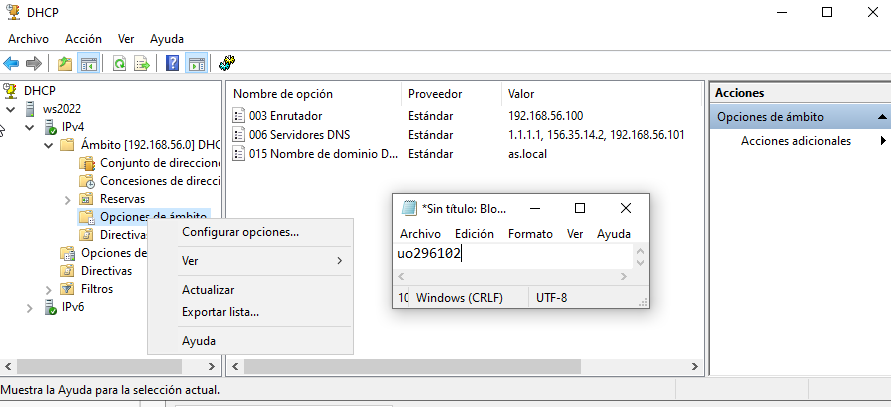 DHCP
Archivo Acción Ver Ayuda
DHCP
ws2022
IPv4
Ámbito [192.168.56.0] DHC
Conjunto de direccione
Concesiones de direcci
Reservas
Opciones de ámbito
Directivas
Opciones de
Directivas
Filtros
IPv6
Nombre de opción Proveedor Valor
003 Enrutador Estándar 192.168.56.100
006 Servidores DNS Estándar 1.1.1.1, 156.35.14.2, 192.168.56.101
015 Nombre de dominio D... Estándar as.local
Configurar opciones...
Ver
Actualizar
Exportar lista...
Ayuda
*Sin título: Blo...
Archivo Edición Formato Ver Ayuda
uo296102
10 Windows (CRLF) UTF-8
Acciones
Opciones de ámbito
Acciones adicionales
Muestra la Ayuda para la selección actual.